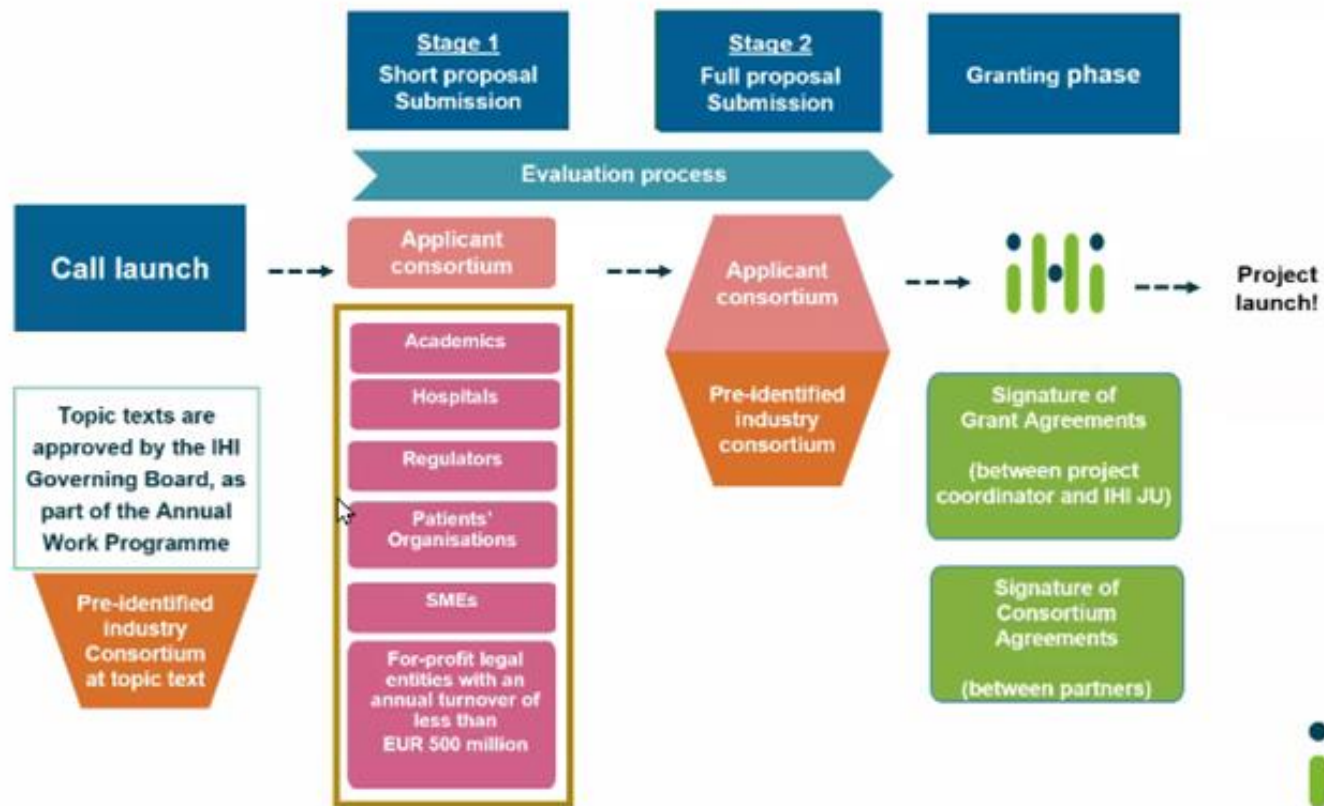 Stage 1
Short proposal
Submission
Stage 2
Full proposal
Submission
Granting phase
Evaluation process
Call launch
Applicant
consortium
Applicant
consortium
Project
launch!
Academics
Hospitals
Regulators
Patients'
Organisations
SMEs
For-profit legal
entities with an
annual turnover of
less than
EUR 500 million
Topic texts are
approved by the IHI
Governing Board, as
part of the Annual
Work Programme
Pre-identified
industry
Consortium
at topic text
Pre-identified
industry
consortium
Signature of
Grant Agreements
(between project
coordinator and IHI JU)
Signature of
Consortium
Agreements
(between partners)